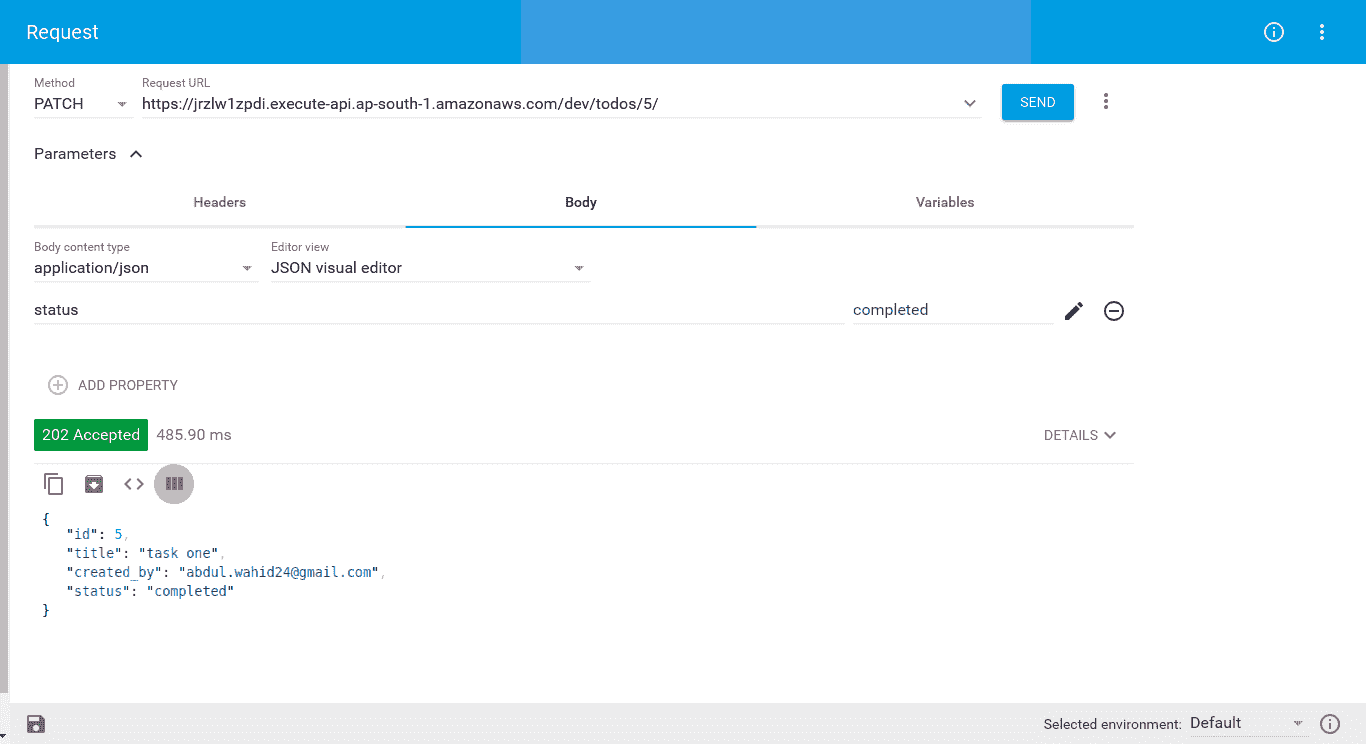 Request
Method
Request URL
PATCH
https://jrzlw1zpdi.execute-api.ap-south-1.amazonaws.com/dev/todos/5/
SEND
Parameters
Headers
Body
Variables
Body content type
Editor view
application/json
JSON visual editor
status
completed
ADD PROPERTY
202 Accepted
485.90 ms
DETAILS
{
"id": 5,
"title": "task one",
"created_by": "abdul.wahid24@gmail.com",
"status": "completed"
}
Selected environment:
Default